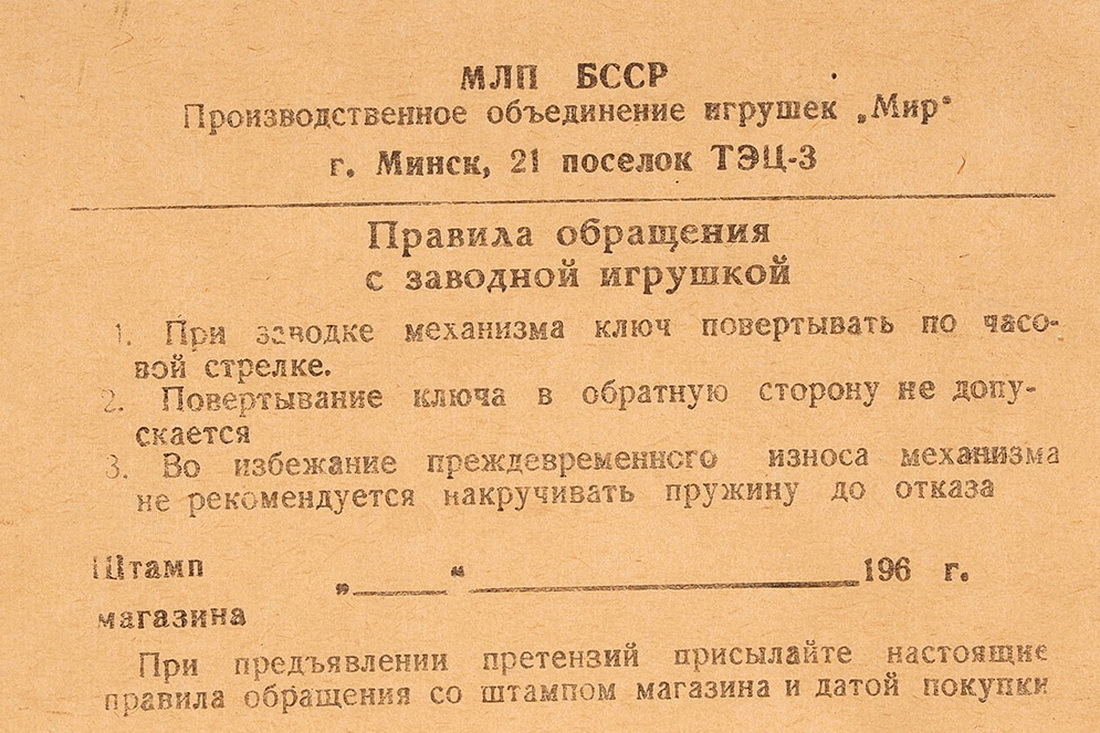 МЛП БССР
Производственное объединение игрушек „Мир“
г. Минск, 21 поселок ТЭЦ-3
Правила обращения
с заводной игрушкой
1. При заводке механизма ключ повертывать по часо-
вой стрелке.
2. Повертывание ключа в обратную сторону не допу-
скается
3. Во избежание преждевременного износа механизма
не рекомендуется накручивать пружину до отказа
Штамп
„ “ 196 г.
магазина
При предъявлении претензий присылайте настоящие
правила обращения со штампом магазина и датой покупки